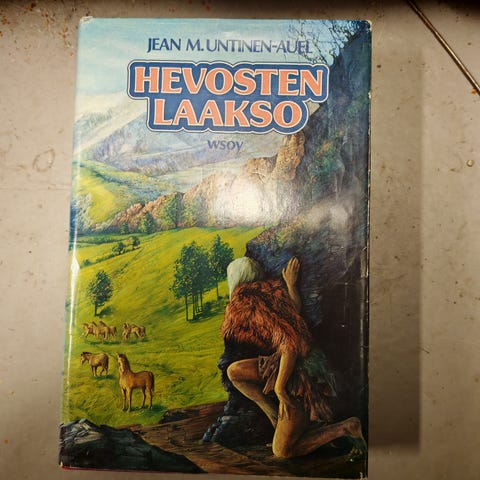 JEAN M. UNTINEN-AUEL
HEVOSTEN
LAAKSO
WSOY